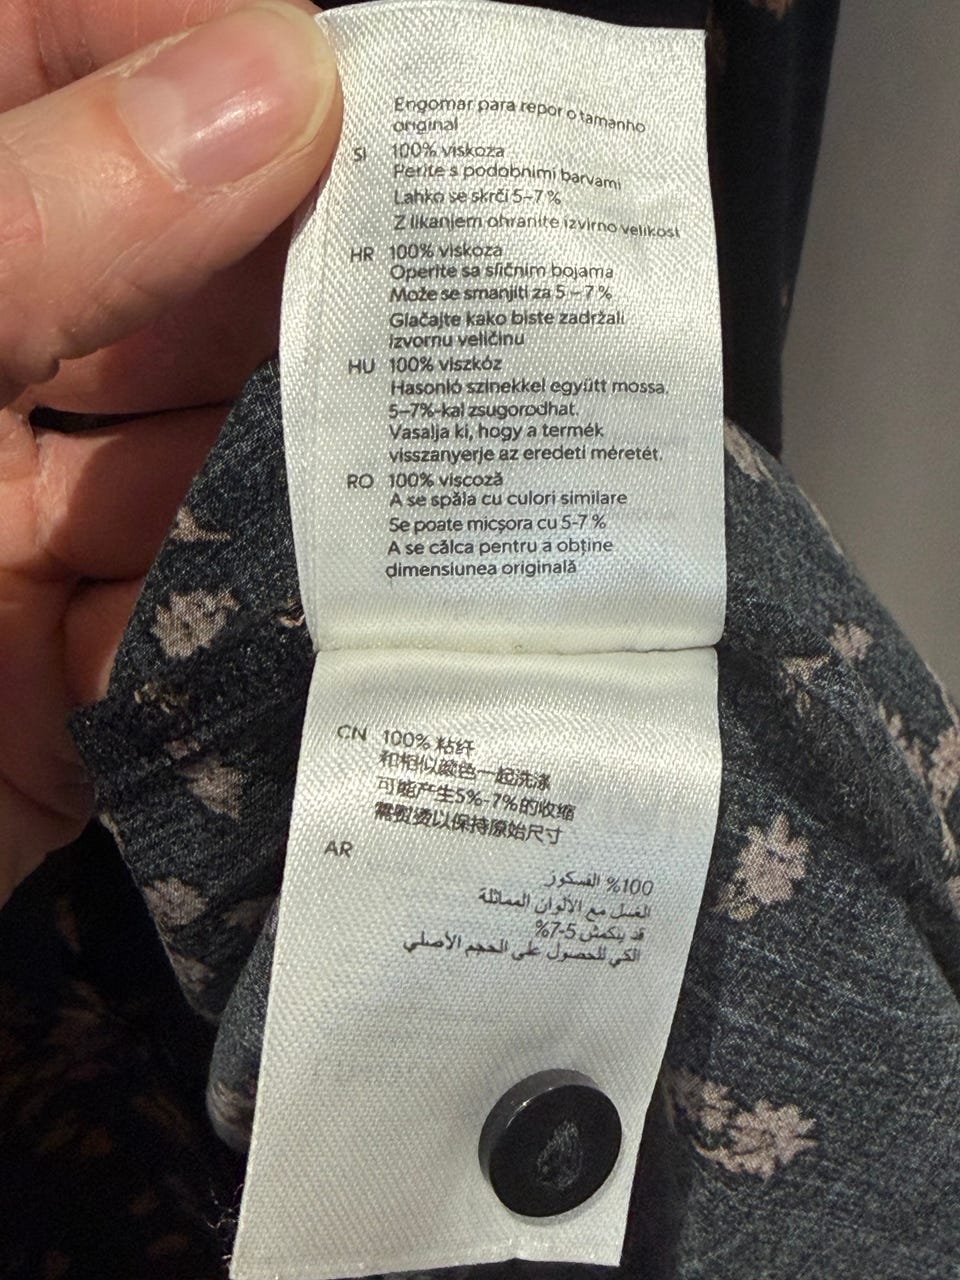 Engomar para repor o tamanho
original
SI 100% viskoza
Perite s podobnimi barvami
Lahko se skrči 5–7 %
Z likanjem ohranite izvirno velikost
HR 100% viskoza
Operite sa sličnim bojama
Može se smanjiti za 5 – 7 %
Glačajte kako biste zadržali
izvornu veličinu
HU 100% viszkóz
Hasonló színekkel együtt mossa.
5–7%-kal zsugorodhat.
Vasalja ki, hogy a termék
visszanyerje az eredeti méretét.
RO 100% viscoză
A se spăla cu culori similare
Se poate micșora cu 5-7 %
A se călca pentru a obține
dimensiunea originală
CN 100% 粘纤
和相似颜色一起洗涤
可能产生5%-7%的收缩
需熨烫以保持原始尺寸
AR
100% الفسكوز
الغسل مع الألوان المماثلة
قد ينكمش 5-7%
الكي للحصول على الحجم الأصلي